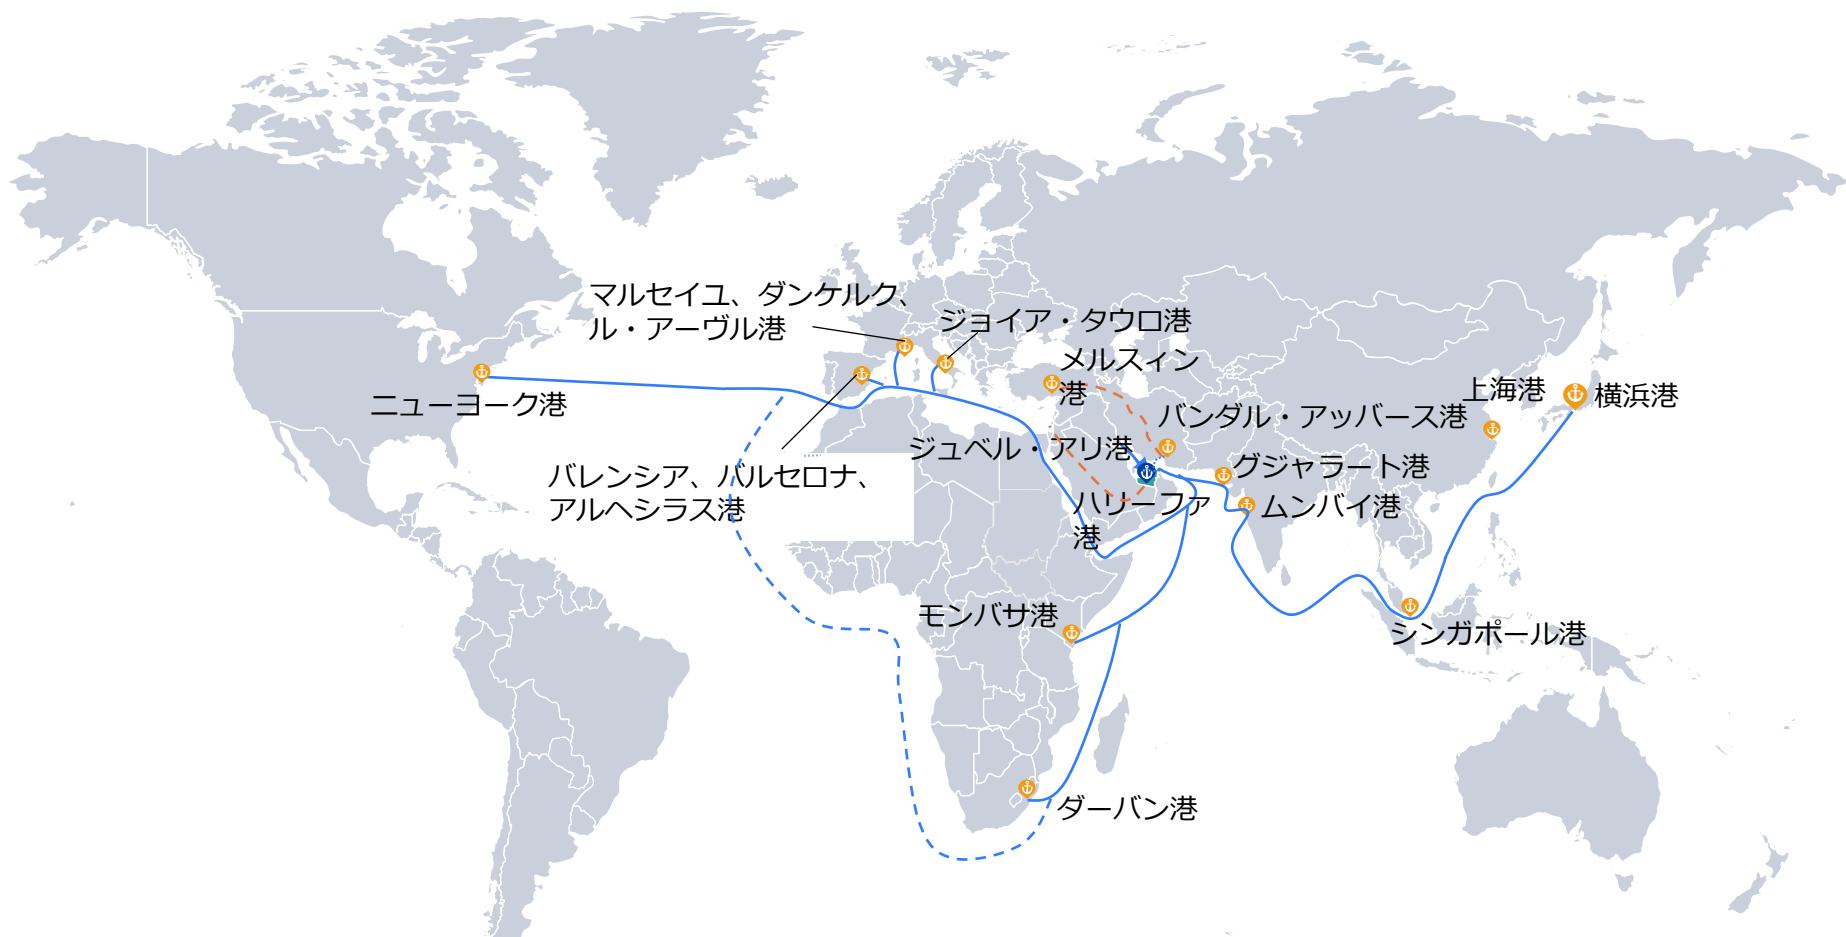 マルセイユ、ダンケルク、
ル・アーヴル港
ジョイア・タウロ港
メルスィン
港
ニューヨーク港
上海港
横浜港
バンダル・アッバース港
ジュベル・アリ港
グジャラート港
バレンシア、バルセロナ、
アルヘシラス港
ハリーファ
港
ムンバイ港
モンバサ港
シンガポール港
ダーバン港